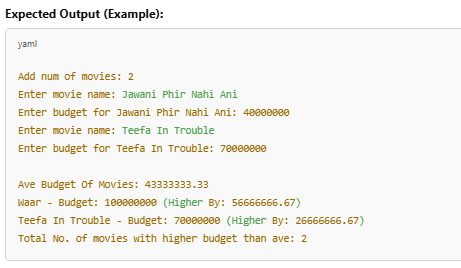 Expected Output (Example):
yaml
Add num of movies: 2
Enter movie name: Jawani Phir Nahi Ani
Enter budget for Jawani Phir Nahi Ani: 40000000
Enter movie name: Teefa In Trouble
Enter budget for Teefa In Trouble: 70000000
Ave Budget Of Movies: 43333333.33
Waar - Budget: 100000000 (Higher By: 56666666.67)
Teefa In Trouble - Budget: 70000000 (Higher By: 26666666.67)
Total No. of movies with higher budget than ave: 2